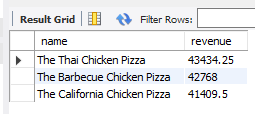 Result Grid Filter Rows:
name revenue
The Thai Chicken Pizza 43434.25
The Barbecue Chicken Pizza 42768
The California Chicken Pizza 41409.5